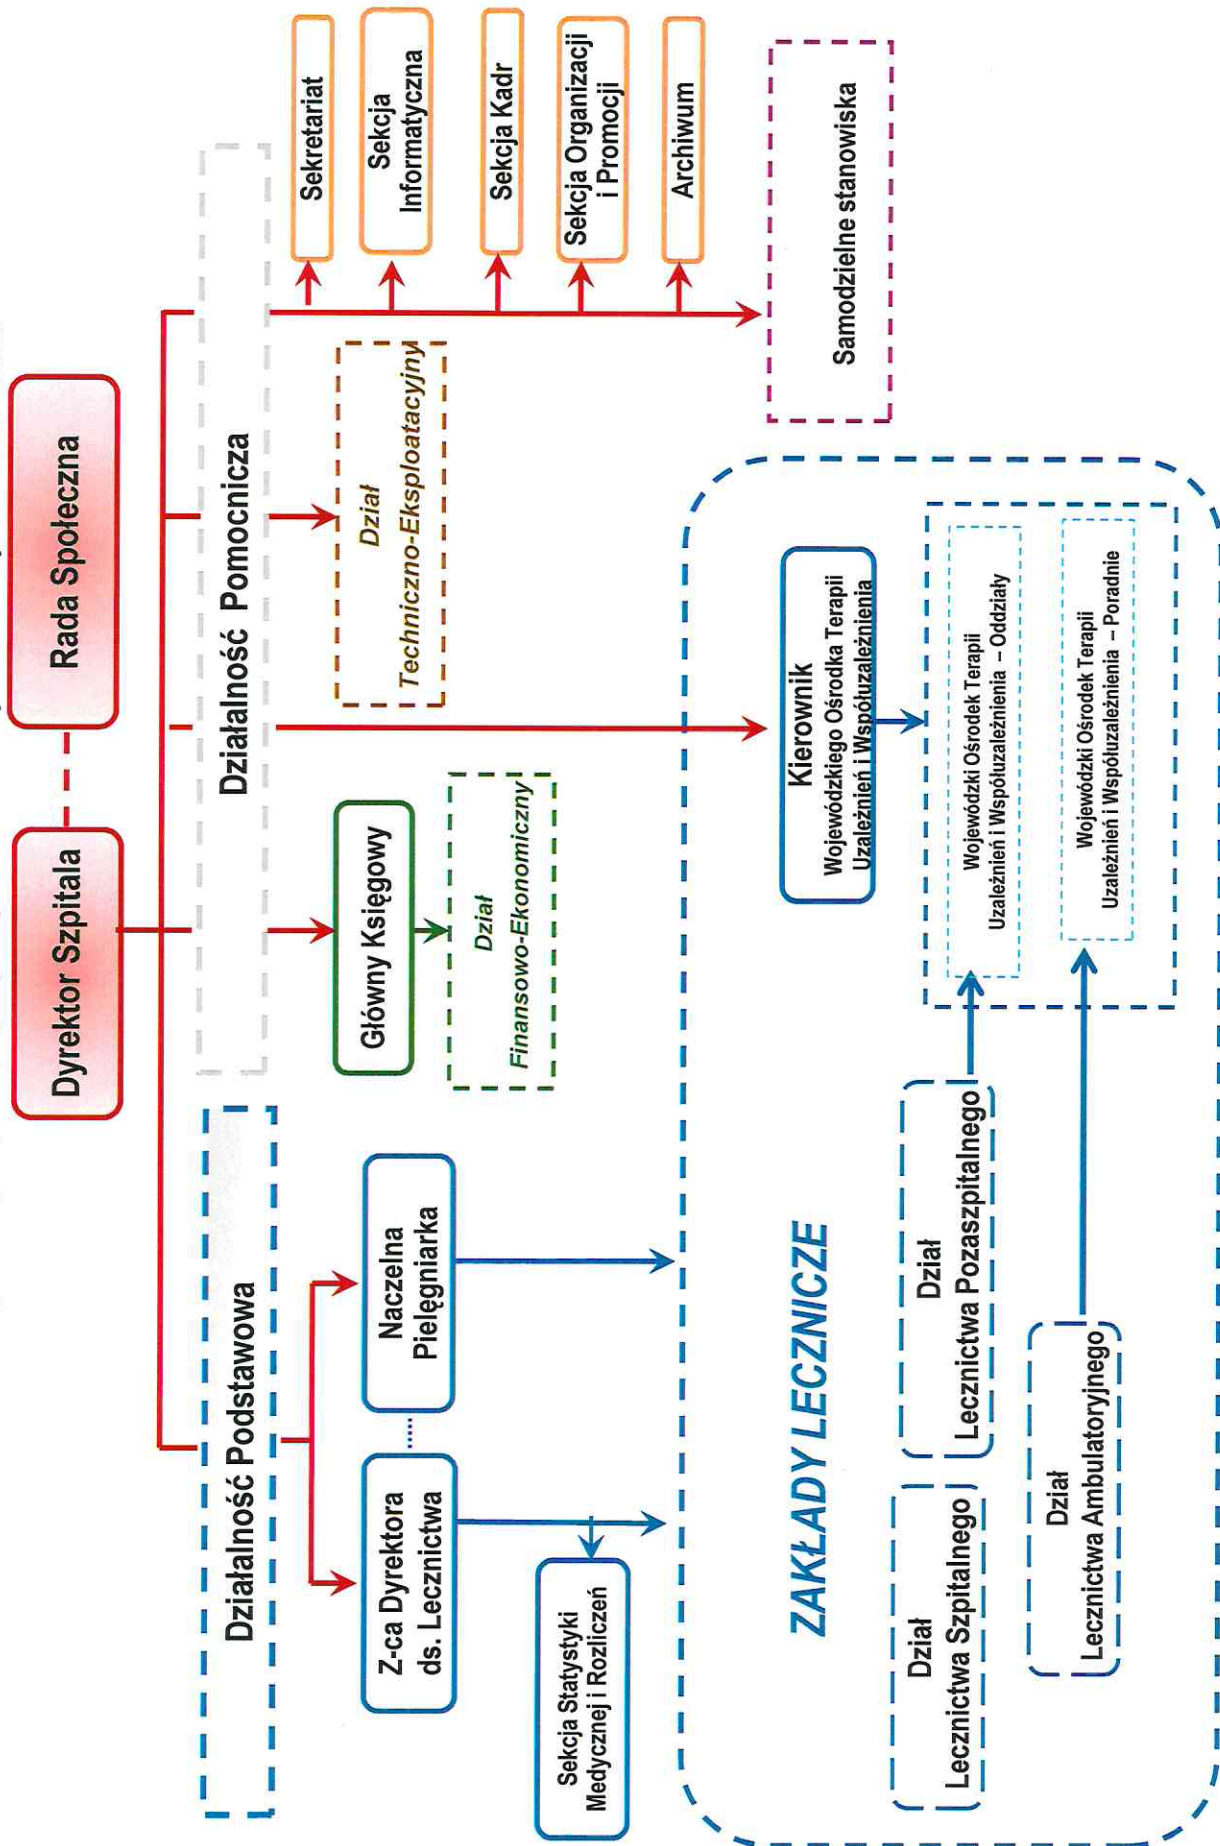 Dyrektor Szpitala
Rada Społeczna
Działalność Podstawowa
Działalność Pomocnicza
Z-ca Dyrektora
ds. Lecznictwa
Naczelna
Pielęgniarka
Główny Księgowy
Dział
Techniczno-Eksploatacyjny
Sekretariat
Sekcja
Informatyczna
Sekcja Kadr
Sekcja Organizacji
i Promocji
Archiwum
Dział
Finansowo-Ekonomiczny
Sekcja Statystyki
Medycznej i Rozliczeń
Samodzielne stanowiska
ZAKŁADY LECZNICZE
Kierownik
Wojewódzkiego Ośrodka Terapii
Uzależnień i Współuzależnienia
Dział
Lecznictwa Szpitalnego
Dział
Lecznictwa Pozaszpitalnego
Wojewódzki Ośrodek Terapii
Uzależnień i Współuzależnienia – Oddziały
Dział
Lecznictwa Ambulatoryjnego
Wojewódzki Ośrodek Terapii
Uzależnień i Współuzależnienia – Poradnie